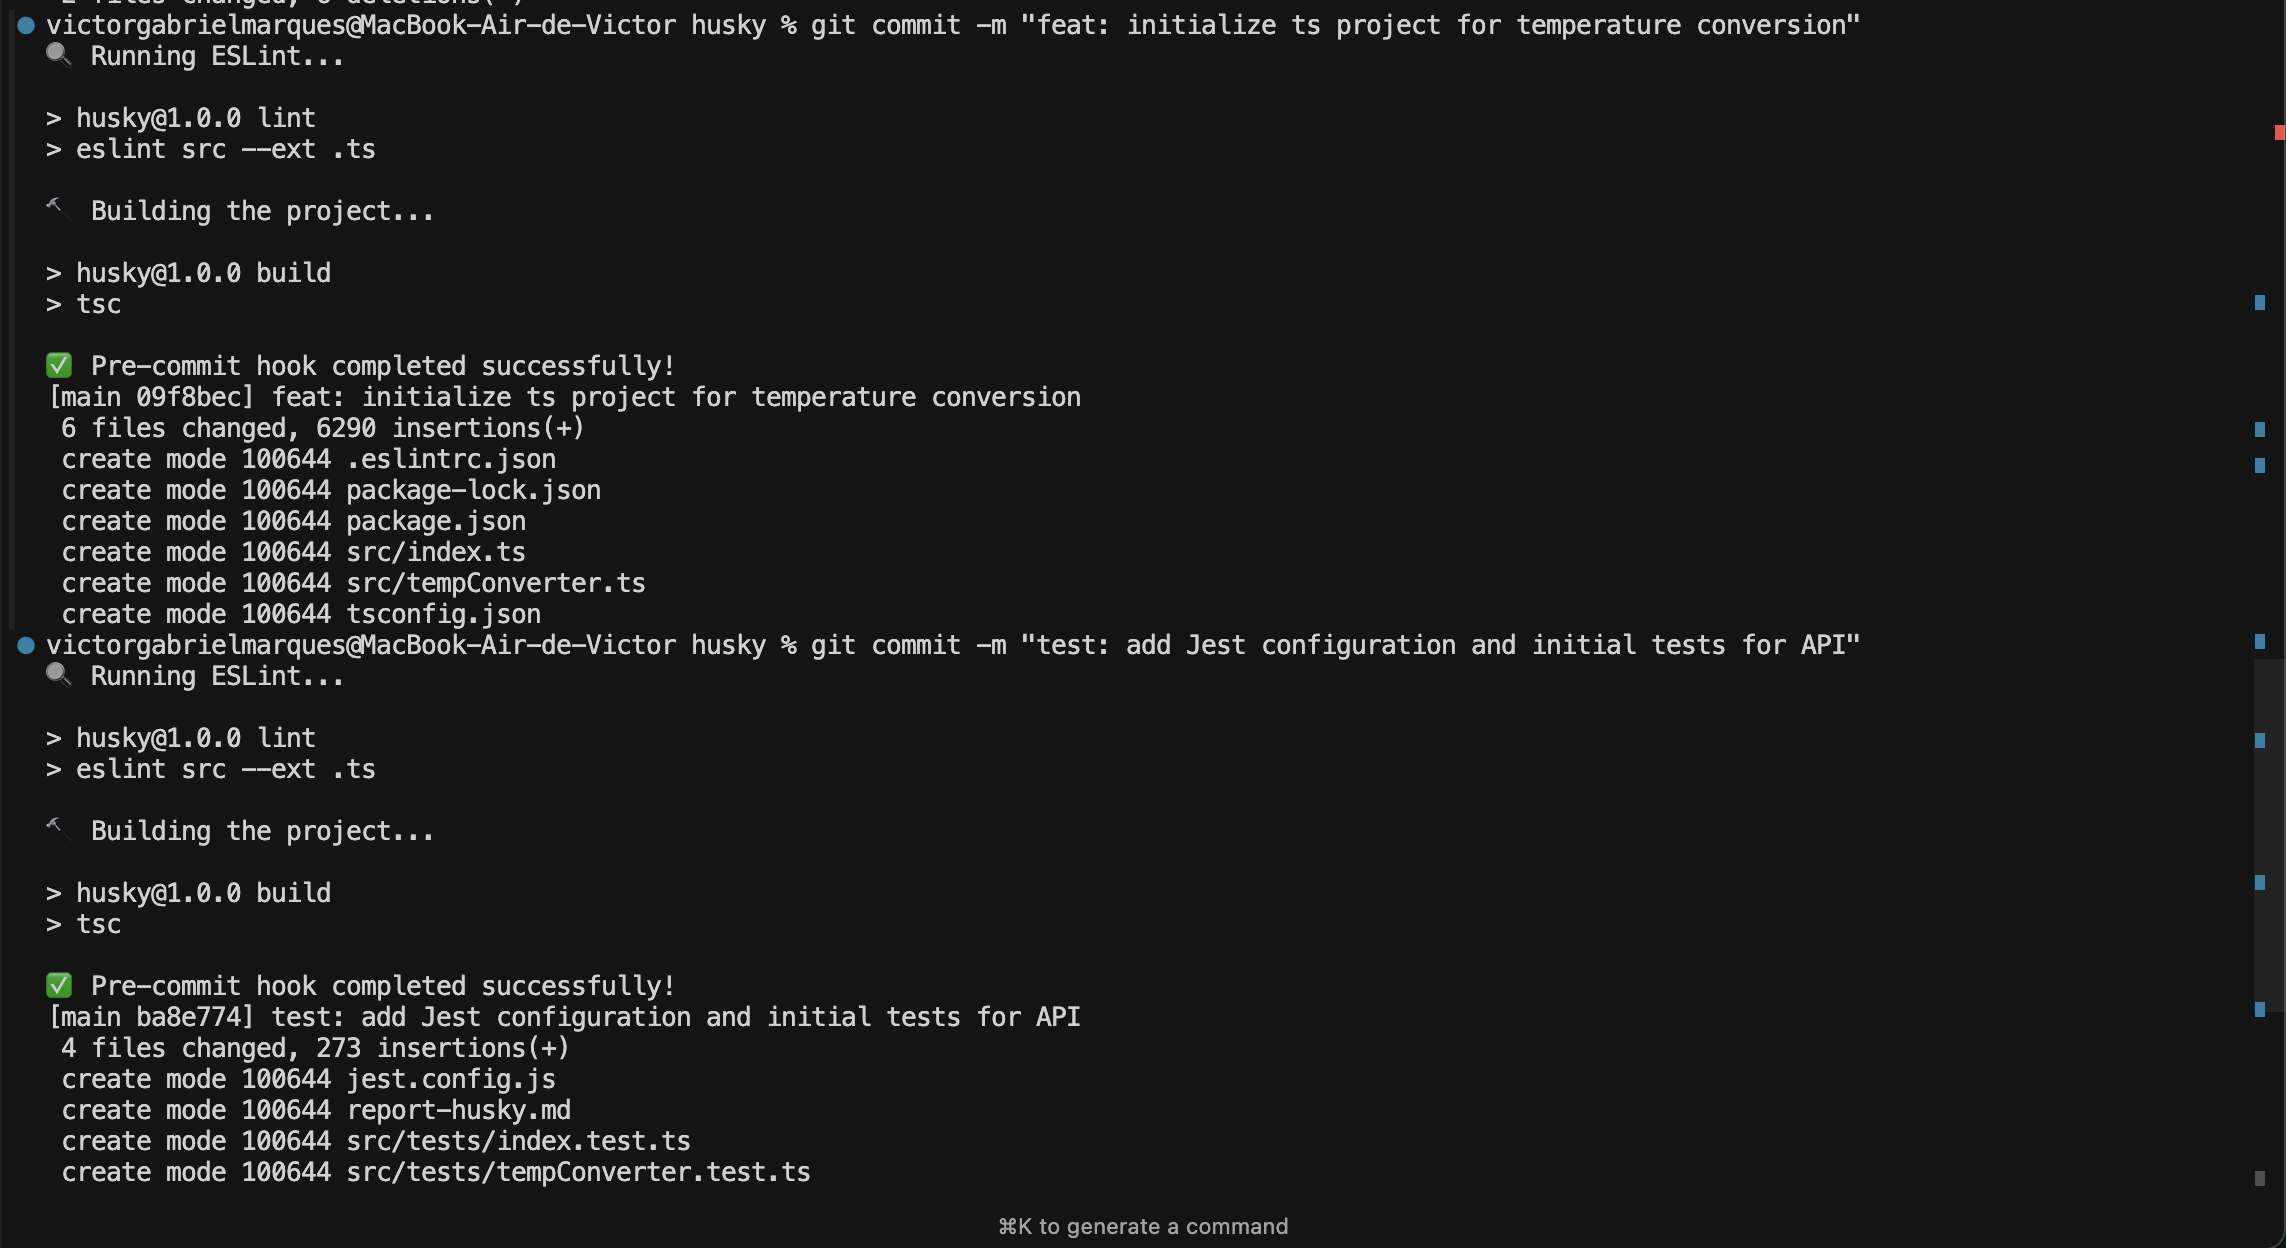 victorgabrielmarques@MacBook-Air-de-Victor husky % git commit -m "feat: initialize ts project for temperature conversion"
🔍 Running ESLint...
> husky@1.0.0 lint
> eslint src --ext .ts
🔨 Building the project...
> husky@1.0.0 build
> tsc
✅ Pre-commit hook completed successfully!
[main 09f8bec] feat: initialize ts project for temperature conversion
6 files changed, 6290 insertions(+)
create mode 100644 .eslintrc.json
create mode 100644 package-lock.json
create mode 100644 package.json
create mode 100644 src/index.ts
create mode 100644 src/tempConverter.ts
create mode 100644 tsconfig.json
victorgabrielmarques@MacBook-Air-de-Victor husky % git commit -m "test: add Jest configuration and initial tests for API"
🔍 Running ESLint...
> husky@1.0.0 lint
> eslint src --ext .ts
🔨 Building the project...
> husky@1.0.0 build
> tsc
✅ Pre-commit hook completed successfully!
[main ba8e774] test: add Jest configuration and initial tests for API
4 files changed, 273 insertions(+)
create mode 100644 jest.config.js
create mode 100644 report-husky.md
create mode 100644 src/tests/index.test.ts
create mode 100644 src/tests/tempConverter.test.ts
⌘K to generate a command